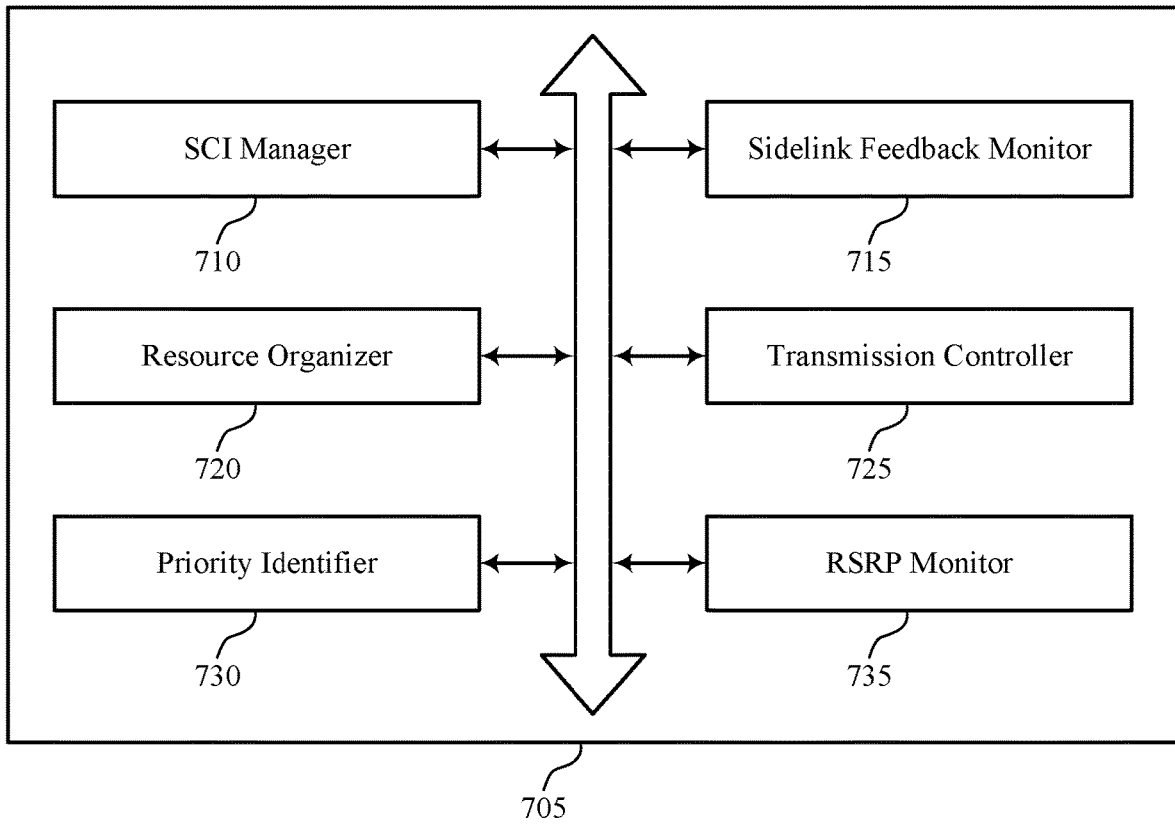 SCI Manager
Sidelink Feedback Monitor
710
715
Resource Organizer
Transmission Controller
720
725
Priority Identifier
RSRP Monitor
730
735
705